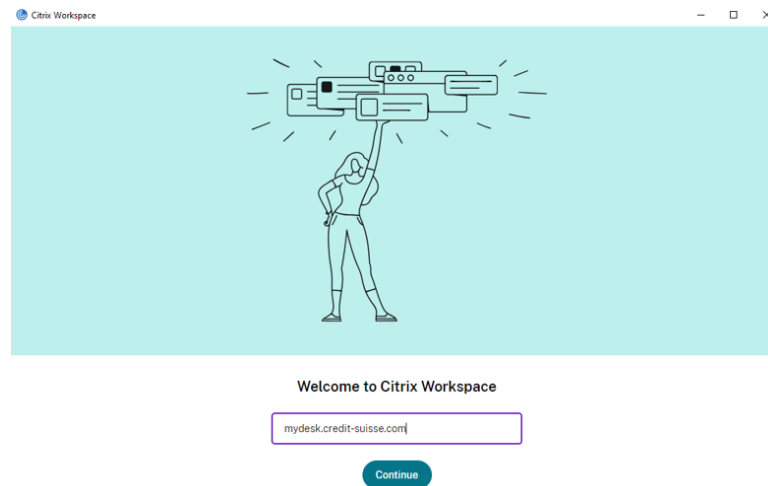 Citrix Workspace
Welcome to Citrix Workspace
mydesk.credit-suisse.com
Continue